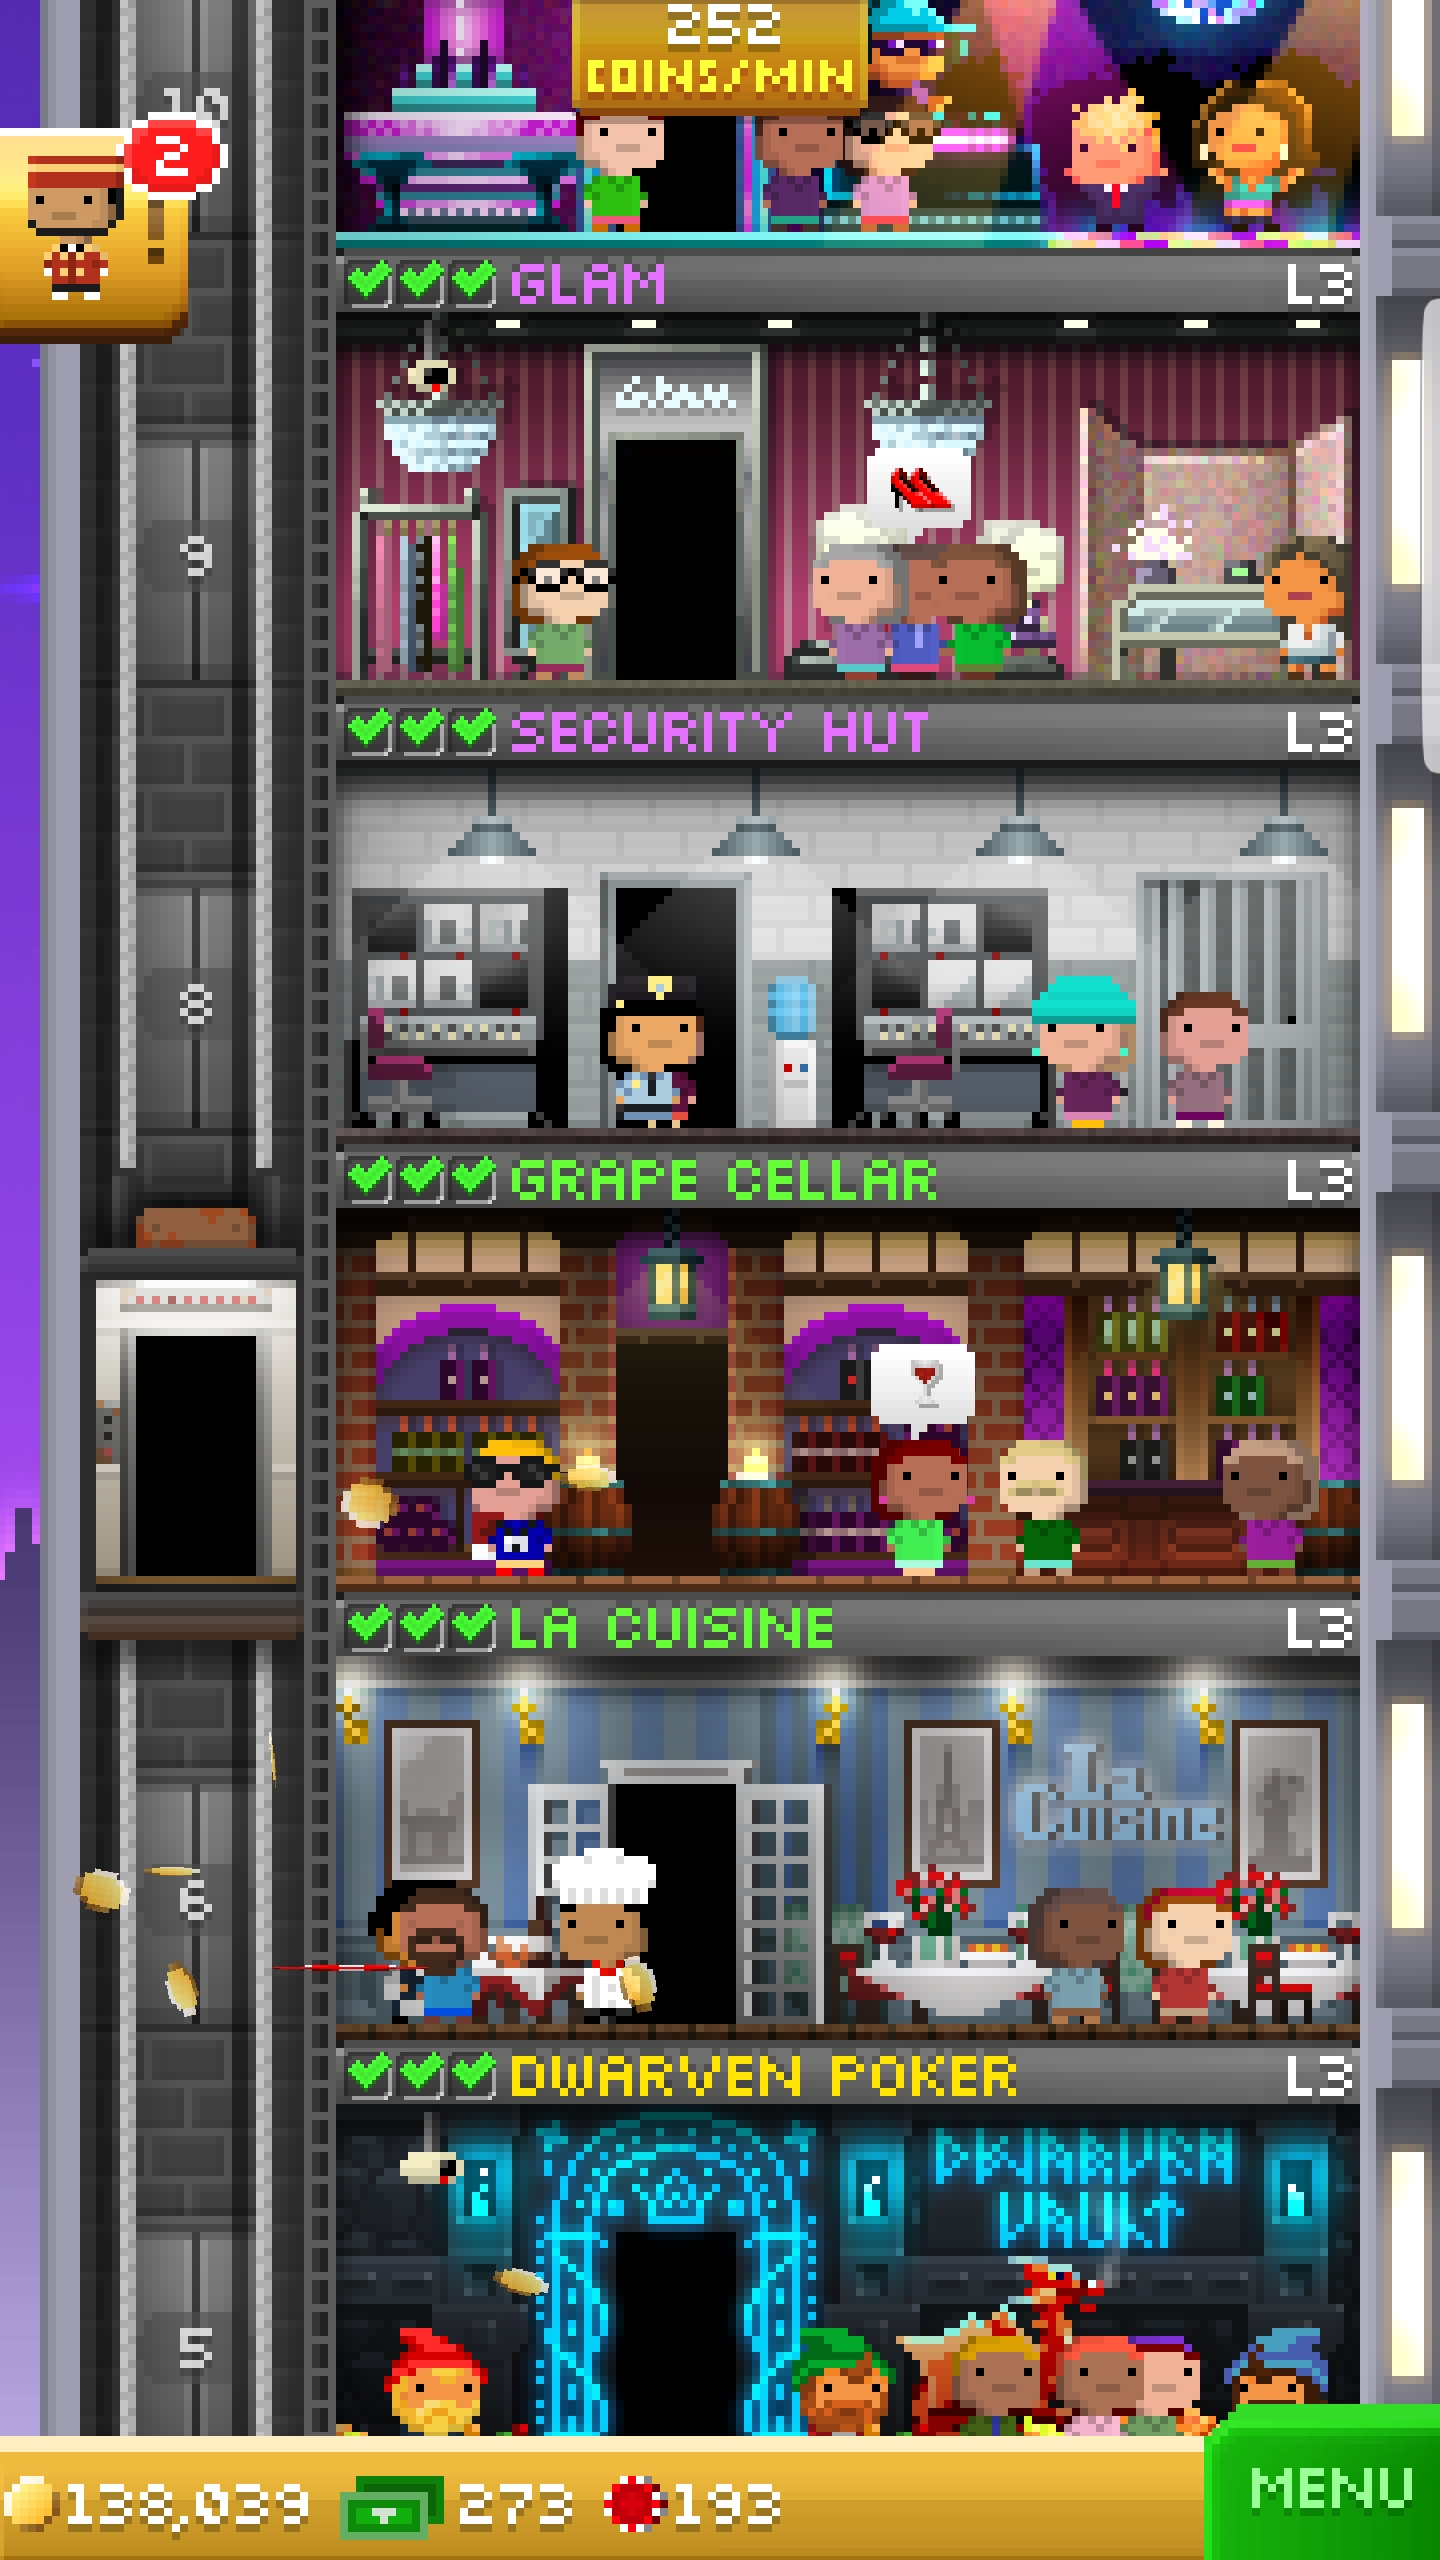 252
COINS/MIN
10
2
!
GLAM L3
Glam
9
SECURITY HUT L3
8
GRAPE CELLAR L3
LA CUISINE L3
La
Cuisine
6
DWARVEN POKER L3
DWARVEN
VAULT
5
138,039 273 193
MENU